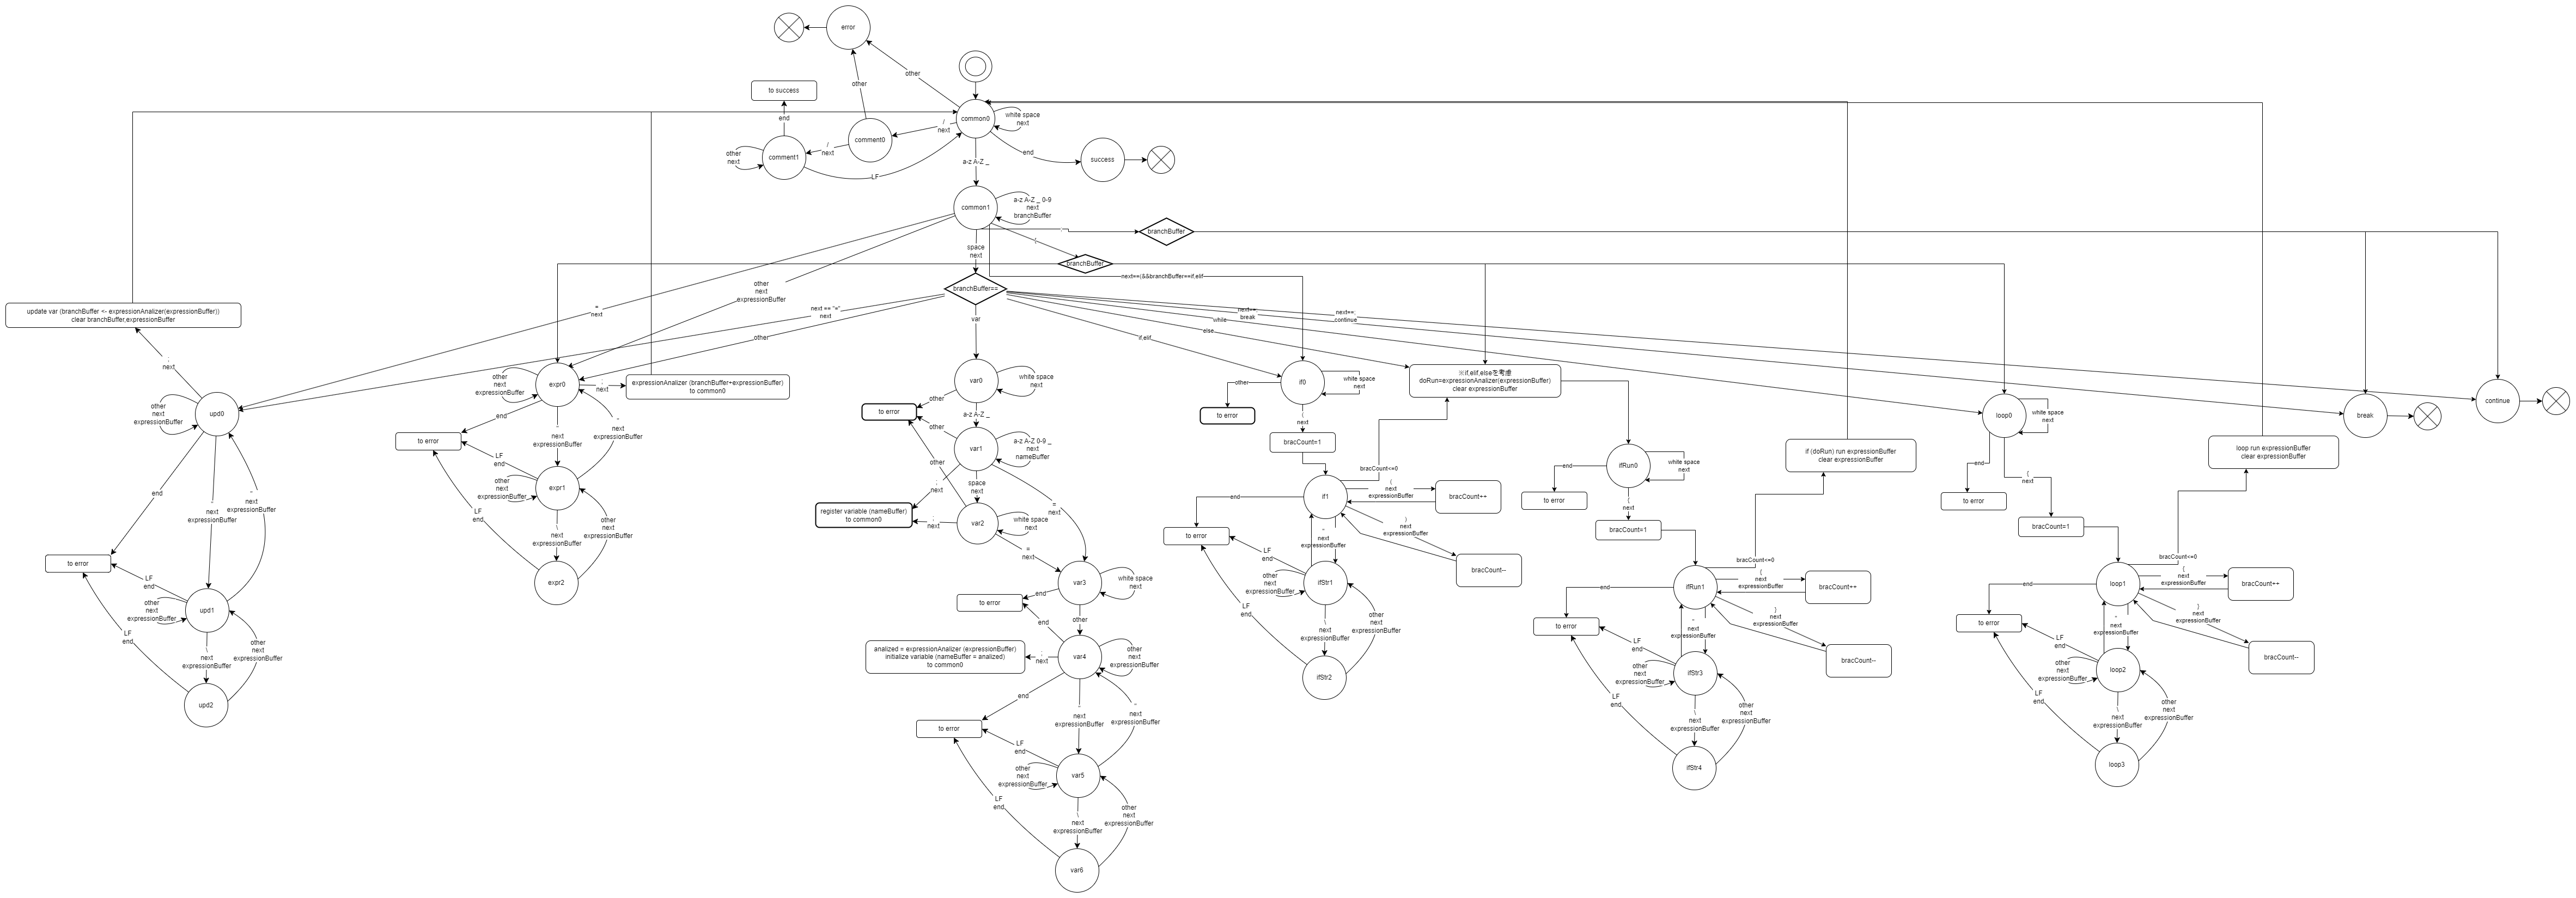 error
other
other
to success
end
common0
white space
next
/
next
comment0
/
next
comment1
other
next
LF
end
success
a-z A-Z _
common1
a-z A-Z _ 0-9
next
branchBuffer
;
branchBuffer
{
branchBuffer
space
next
next==(&&branchBuffer==if,elif
branchBuffer==
other
next
expressionBuffer
=
next
next == "="
next
other
var
if,elif
else
while
next==;
break
next==;
continue
update var (branchBuffer <- expressionAnalizer(expressionBuffer))
clear branchBuffer,expressionBuffer
;
next
upd0
other
next
expressionBuffer
end
"
next
expressionBuffer
"
next
expressionBuffer
to error
LF
end
upd1
other
next
expressionBuffer
\
next
expressionBuffer
other
next
expressionBuffer
LF
end
upd2
expr0
other
next
expressionBuffer
;
next
expressionAnalizer (branchBuffer+expressionBuffer)
to common0
end
to error
"
next
expressionBuffer
"
next
expressionBuffer
LF
end
expr1
other
next
expressionBuffer
\
next
expressionBuffer
other
next
expressionBuffer
LF
end
expr2
var0
white space
next
other
to error
a-z A-Z _
other
var1
a-z A-Z 0-9 _
next
nameBuffer
other
;
next
space
next
=
next
register variable (nameBuffer)
to common0
;
next
var2
white space
next
=
next
var3
white space
next
end
to error
other
end
analized = expressionAnalizer (expressionBuffer)
initialize variable (nameBuffer = analized)
to common0
;
next
var4
other
next
expressionBuffer
end
"
next
expressionBuffer
"
next
expressionBuffer
to error
LF
end
var5
other
next
expressionBuffer
\
next
expressionBuffer
other
next
expressionBuffer
LF
end
var6
if0
white space
next
other
to error
(
next
bracCount=1
bracCount<=0
if1
(
next
expressionBuffer
bracCount++
)
next
expressionBuffer
bracCount--
end
to error
"
next
expressionBuffer
LF
end
ifStr1
other
next
expressionBuffer
\
next
expressionBuffer
other
next
expressionBuffer
LF
end
ifStr2
※if,elif,elseを考慮
doRun=expressionAnalizer(expressionBuffer)
clear expressionBuffer
ifRun0
white space
next
end
to error
{
next
bracCount=1
if (doRun) run expressionBuffer
clear expressionBuffer
bracCount<=0
ifRun1
{
next
expressionBuffer
bracCount++
}
next
expressionBuffer
bracCount--
end
to error
"
next
expressionBuffer
LF
end
ifStr3
other
next
expressionBuffer
\
next
expressionBuffer
other
next
expressionBuffer
LF
end
ifStr4
loop0
white space
next
end
to error
{
next
bracCount=1
loop run expressionBuffer
clear expressionBuffer
bracCount<=0
loop1
{
next
expressionBuffer
bracCount++
}
next
expressionBuffer
bracCount--
end
to error
"
next
expressionBuffer
LF
end
loop2
other
next
expressionBuffer
\
next
expressionBuffer
other
next
expressionBuffer
LF
end
loop3
break
continue